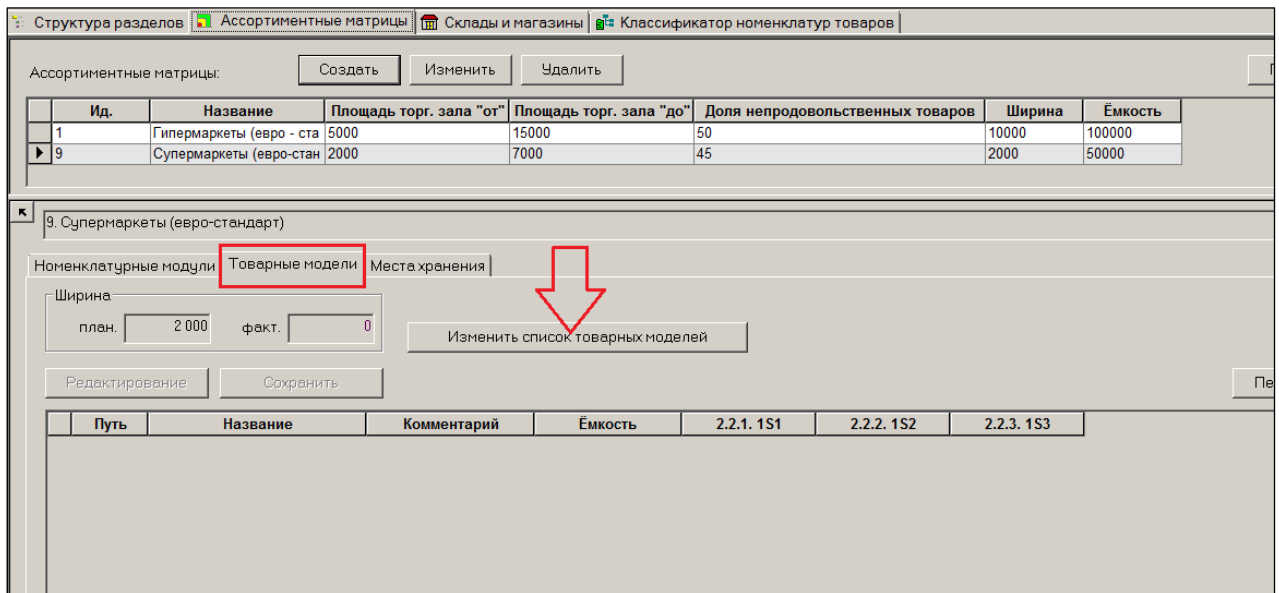 Структура разделов Ассортиментные матрицы Склады и магазины Классификатор номенклатур товаров
Ассортиментные матрицы: Создать Изменить Удалить
Ид. Название Площадь торг. зала "от" Площадь торг. зала "до" Доля непродовольственных товаров Ширина Ёмкость
1 Гипермаркеты (евро - ста 5000 15000 50 10000 100000
9 Супермаркеты (евро-стан 2000 7000 45 2000 50000
9. Супермаркеты (евро-стандарт)
Номенклатурные модули Товарные модели Места хранения
Ширина
план. 2 000 факт. 0 Изменить список товарных моделей
Редактирование Сохранить Пе
Путь Название Комментарий Ёмкость 2.2.1. 1S1 2.2.2. 1S2 2.2.3. 1S3